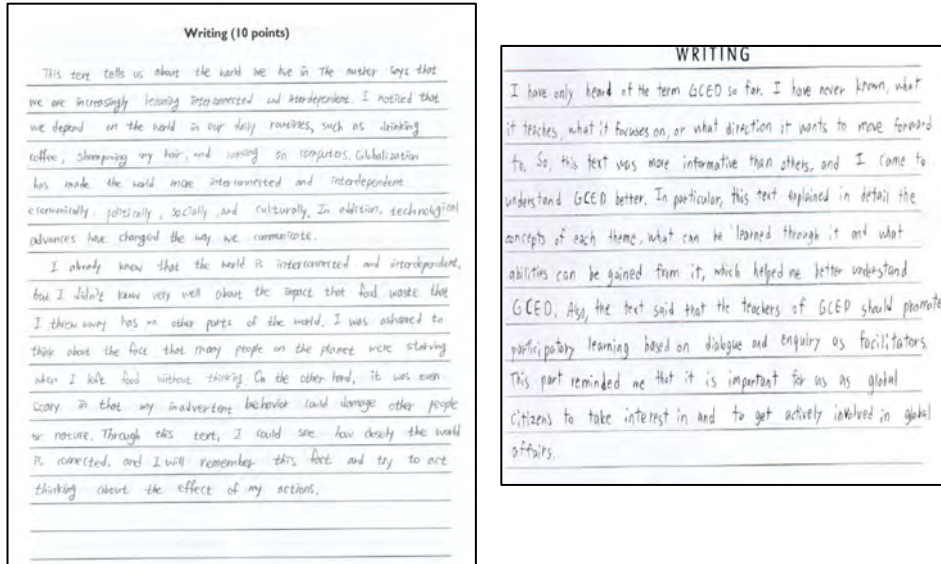 Writing (10 points)
This text tells us about the world we live in. The author says that
we are increasingly becoming interconnected and interdependent. I noticed that
we depend on the world in our daily routines, such as drinking
coffee, shampooing my hair, and working on computers. Globalization
has made the world more interconnected and interdependent
economically, politically, socially, and culturally. In addition, technological
advances have changed the way we communicate.
I already knew that the world is interconnected and interdependent,
but I didn't know very well about the impact that food waste that
I threw away has on other parts of the world. I was ashamed to
think about the fact that many people on the planet were starving
when I left food without thinking. On the other hand, it was even
scary in that my inadvertent behavior could damage other people
or nature. Through this text, I could see how closely the world
is connected, and I will remember this fact and try to act
thinking about the effect of my actions.
WRITING
I have only heard of the term GCED so far. I have never known, what
it teaches, what it focuses on, or what direction it wants to move forward
to. So, this text was more informative than others, and I came to
understand GCED better. In particular, this text explained in detail the
concepts of each theme, what can be learned through it and what
abilities can be gained from it, which helped me better understand
GCED. Also, the text said that the teachers of GCED should promote
participatory learning based on dialogue and enquiry as facilitators.
This part reminded me that it is important for us as global
citizens to take interest in and to get actively involved in global
affairs.